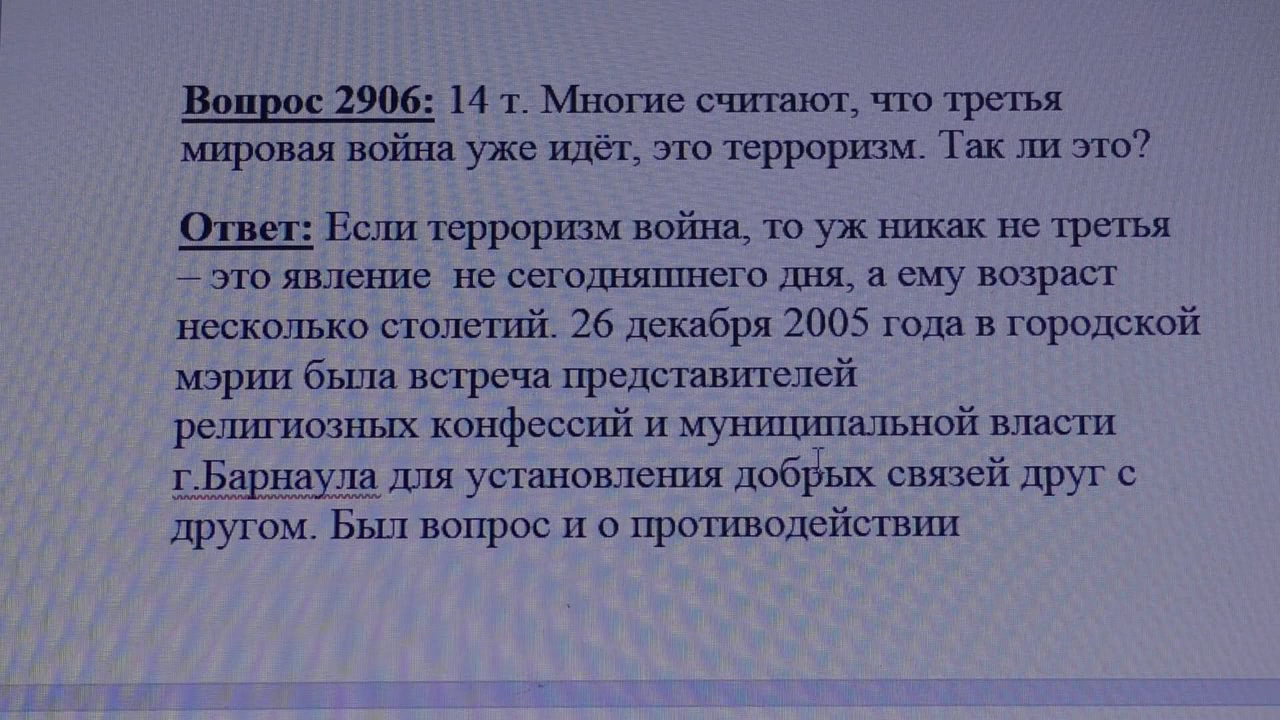 Вопрос 2906: 14 т. Многие считают, что третья
мировая война уже идёт, это терроризм. Так ли это?
Ответ: Если терроризм война, то уж никак не третья
– это явление не сегодняшнего дня, а ему возраст
несколько столетий. 26 декабря 2005 года в городской
мэрии была встреча представителей
религиозных конфессий и муниципальной власти
г.Барнаула для установления добрых связей друг с
другом. Был вопрос и о противодействии